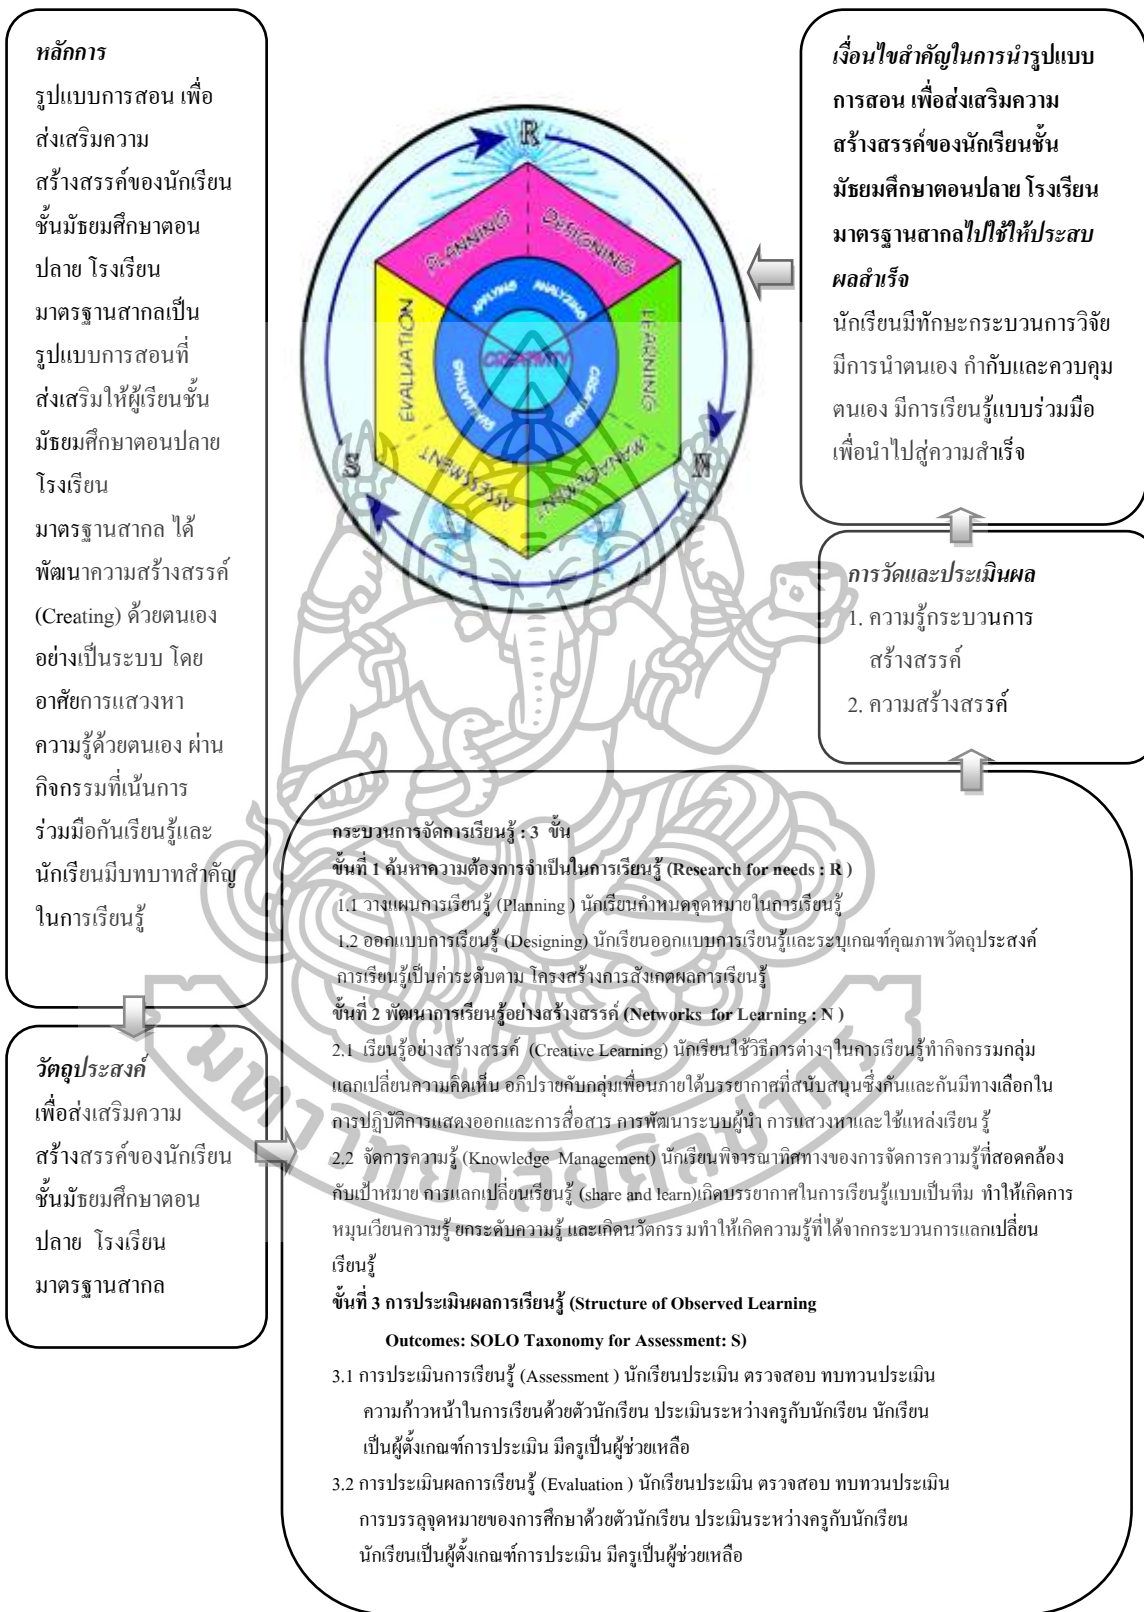 หลักการ
รูปแบบการสอน เพื่อ
ส่งเสริมความ
สร้างสรรค์ของนักเรียน
ชั้นมัธยมศึกษาตอน
ปลาย โรงเรียน
มาตรฐานสากลเป็น
รูปแบบการสอนที่
ส่งเสริมให้ผู้เรียนชั้น
มัธยมศึกษาตอนปลาย
โรงเรียน
มาตรฐานสากล ได้
พัฒนาความสร้างสรรค์
(Creating) ด้วยตนเอง
อย่างเป็นระบบ โดย
อาศัยการแสวงหา
ความรู้ด้วยตนเอง ผ่าน
กิจกรรมที่เน้นการ
ร่วมมือกันเรียนรู้และ
นักเรียนมีบทบาทสำคัญ
ในการเรียนรู้
วัตถุประสงค์
เพื่อส่งเสริมความ
สร้างสรรค์ของนักเรียน
ชั้นมัธยมศึกษาตอน
ปลาย โรงเรียน
มาตรฐานสากล
R
PLANNING
DESIGNING
LEARNING
MANAGEMENT
ASSESSMENT
EVALUATION
APPLYING
ANALYZING
CREATING
EVALUATING
CREATIVITY
N
S
เงื่อนไขสำคัญในการนำรูปแบบ
การสอน เพื่อส่งเสริมความ
สร้างสรรค์ของนักเรียนชั้น
มัธยมศึกษาตอนปลาย โรงเรียน
มาตรฐานสากลไปใช้ให้ประสบ
ผลสำเร็จ
นักเรียนมีทักษะกระบวนการวิจัย
มีการนำตนเอง กำกับและควบคุม
ตนเอง มีการเรียนรู้แบบร่วมมือ
เพื่อนำไปสู่ความสำเร็จ
การวัดและประเมินผล
1. ความรู้กระบวนการ
สร้างสรรค์
2. ความสร้างสรรค์
กระบวนการจัดการเรียนรู้ : 3 ขั้น
ขั้นที่ 1 ค้นหาความต้องการจำเป็นในการเรียนรู้ (Research for needs : R )
1.1 วางแผนการเรียนรู้ (Planning ) นักเรียนกำหนดจุดหมายในการเรียนรู้
1.2 ออกแบบการเรียนรู้ (Designing) นักเรียนออกแบบการเรียนรู้และระบุเกณฑ์คุณภาพวัตถุประสงค์
การเรียนรู้เป็นค่าระดับตาม โครงสร้างการสังเกตผลการเรียนรู้
ขั้นที่ 2 พัฒนาการเรียนรู้อย่างสร้างสรรค์ (Networks for Learning : N )
2.1 เรียนรู้อย่างสร้างสรรค์ (Creative Learning) นักเรียนใช้วิธีการต่างๆในการเรียนรู้ทำกิจกรรมกลุ่ม
แลกเปลี่ยนความคิดเห็น อภิปรายกับกลุ่มเพื่อนภายใต้บรรยากาศที่สนับสนุนซึ่งกันและกันมีทางเลือกใน
การปฏิบัติการแสดงออกและการสื่อสาร การพัฒนาระบบผู้นำ การแสวงหาและใช้แหล่งเรียนรู้
2.2 จัดการความรู้ (Knowledge Management) นักเรียนพิจารณาทิศทางของการจัดการความรู้ที่สอดคล้อง
กับเป้าหมาย การแลกเปลี่ยนเรียนรู้ (share and learn)เกิดบรรยากาศในการเรียนรู้แบบเป็นทีม ทำให้เกิดการ
หมุนเวียนความรู้ ยกระดับความรู้ และเกิดนวัตกรรมทำให้เกิดความรู้ที่ได้จากกระบวนการแลกเปลี่ยน
เรียนรู้
ขั้นที่ 3 การประเมินผลการเรียนรู้ (Structure of Observed Learning
Outcomes: SOLO Taxonomy for Assessment: S)
3.1 การประเมินการเรียนรู้ (Assessment ) นักเรียนประเมิน ตรวจสอบ ทบทวนประเมิน
ความก้าวหน้าในการเรียนด้วยตัวนักเรียน ประเมินระหว่างครูกับนักเรียน นักเรียน
เป็นผู้ตั้งเกณฑ์การประเมิน มีครูเป็นผู้ช่วยเหลือ
3.2 การประเมินผลการเรียนรู้ (Evaluation ) นักเรียนประเมิน ตรวจสอบ ทบทวนประเมิน
การบรรลุจุดหมายของการศึกษาด้วยตัวนักเรียน ประเมินระหว่างครูกับนักเรียน
นักเรียนเป็นผู้ตั้งเกณฑ์การประเมิน มีครูเป็นผู้ช่วยเหลือ
มหาวิทยาลัยศิลปากร